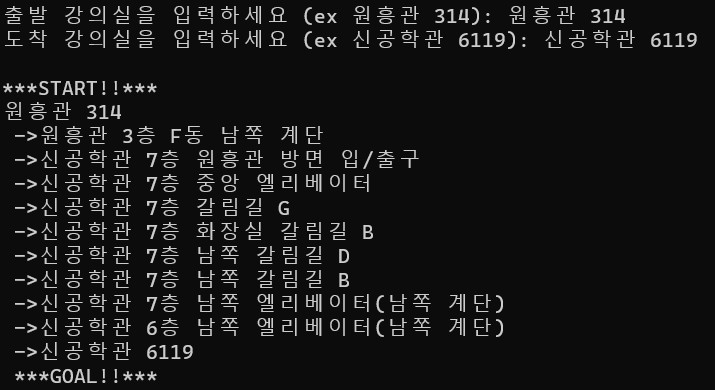 출발 강의실을 입력하세요 (ex 원흥관 314): 원흥관 314
도착 강의실을 입력하세요 (ex 신공학관 6119): 신공학관 6119
***START!!***
원흥관 314
->원흥관 3층 F동 남쪽 계단
->신공학관 7층 원흥관 방면 입/출구
->신공학관 7층 중앙 엘리베이터
->신공학관 7층 갈림길 G
->신공학관 7층 화장실 갈림길 B
->신공학관 7층 남쪽 갈림길 D
->신공학관 7층 남쪽 갈림길 B
->신공학관 7층 남쪽 엘리베이터(남쪽 계단)
->신공학관 6층 남쪽 엘리베이터(남쪽 계단)
->신공학관 6119
***GOAL!!***